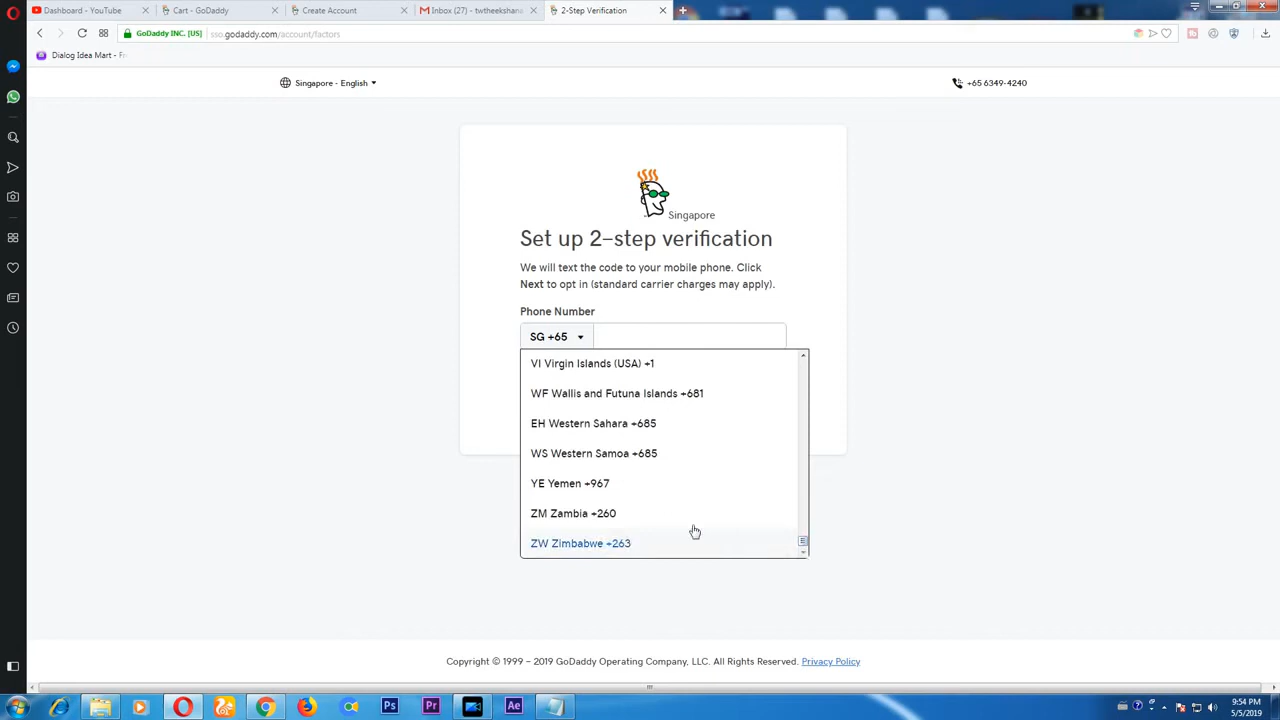 Dashboard - YouTube
Cart - GoDaddy
Create Account
Inbox (27) - twtheekshana
2-Step Verification
GoDaddy INC. [US]
sso.godaddy.com/account/factors
Dialog Idea Mart - Fr
Singapore - English
+65 6349-4240
Singapore
Set up 2-step verification
We will text the code to your mobile phone. Click
Next to opt in (standard carrier charges may apply).
Phone Number
SG +65
VI Virgin Islands (USA) +1
WF Wallis and Futuna Islands +681
EH Western Sahara +685
WS Western Samoa +685
YE Yemen +967
ZM Zambia +260
ZW Zimbabwe +263
Copyright © 1999 - 2019 GoDaddy Operating Company, LLC. All Rights Reserved. Privacy Policy
Ps
Pr
Ae
9:54 PM
5/5/2019